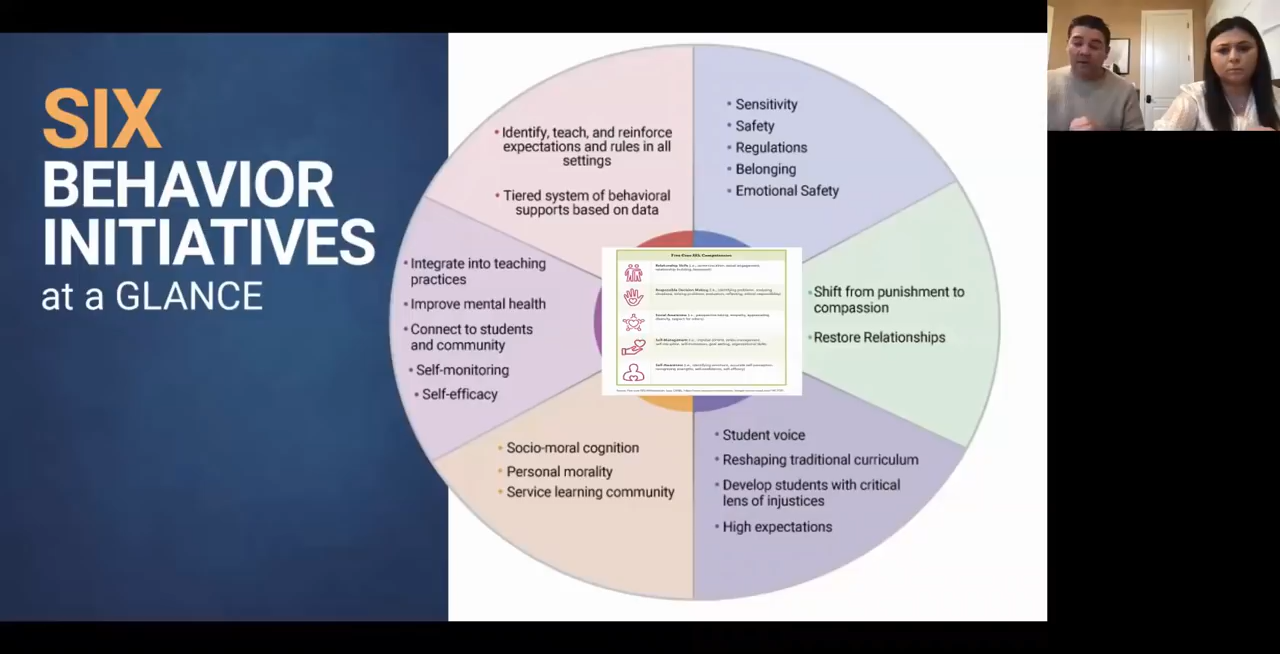 SIX
BEHAVIOR
INITIATIVES
at a GLANCE
• Identify, teach, and reinforce
expectations and rules in all
settings
• Tiered system of behavioral
supports based on data
• Sensitivity
• Safety
• Regulations
• Belonging
• Emotional Safety
• Integrate into teaching
practices
• Improve mental health
• Connect to students
and community
• Self-monitoring
• Self-efficacy
• Shift from punishment to
compassion
• Restore Relationships
• Socio-moral cognition
• Personal morality
• Service learning community
• Student voice
• Reshaping traditional curriculum
• Develop students with critical
lens of injustices
• High expectations